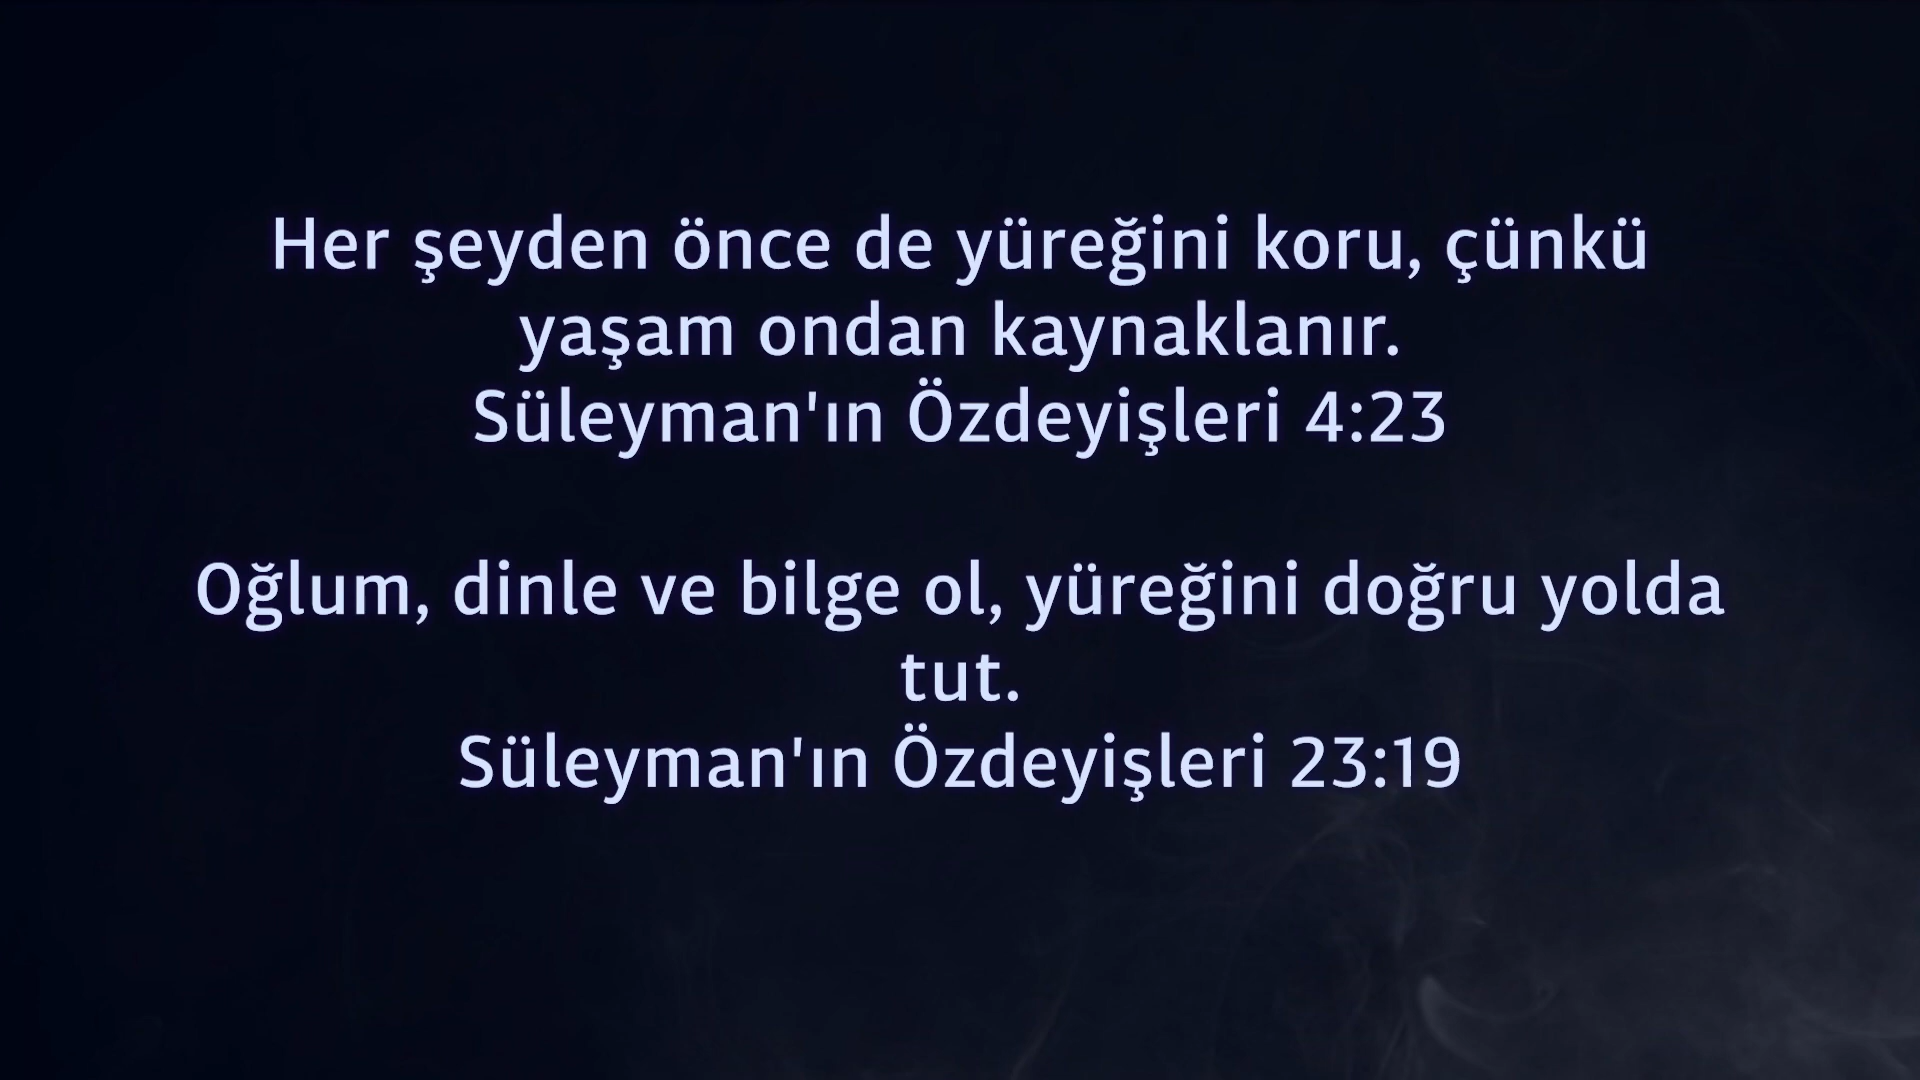 Her şeyden önce de yüreğini koru, çünkü
yaşam ondan kaynaklanır.
Süleyman'ın Özdeyişleri 4:23
Oğlum, dinle ve bilge ol, yüreğini doğru yolda
tut.
Süleyman'ın Özdeyişleri 23:19